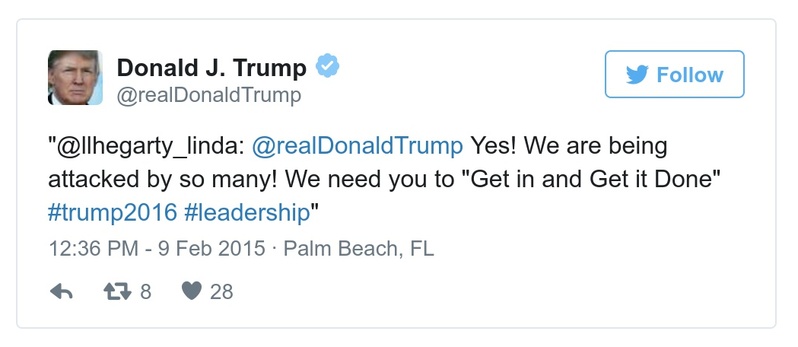 Donald J. Trump
@realDonaldTrump
Follow
"@llhegarty_linda: @realDonaldTrump Yes! We are being
attacked by so many! We need you to "Get in and Get it Done"
#trump2016 #leadership"
12:36 PM - 9 Feb 2015 · Palm Beach, FL
8 28